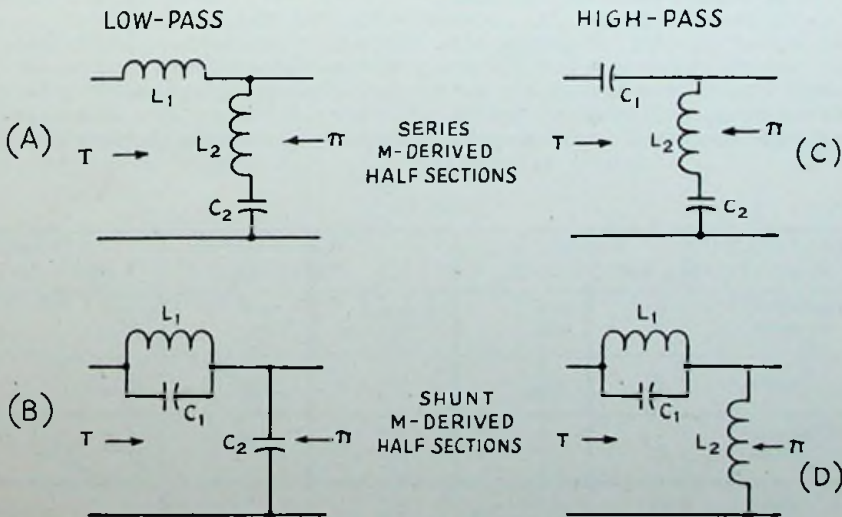 LOW-PASS
HIGH-PASS
L1
C1
(A)
T
L2
π
C2
SERIES
M-DERIVED
HALF SECTIONS
T
L2
π
C2
(C)
L1
C1
(B)
T
C2
π
SHUNT
M-DERIVED
HALF SECTIONS
L1
C1
T
L2
π
(D)